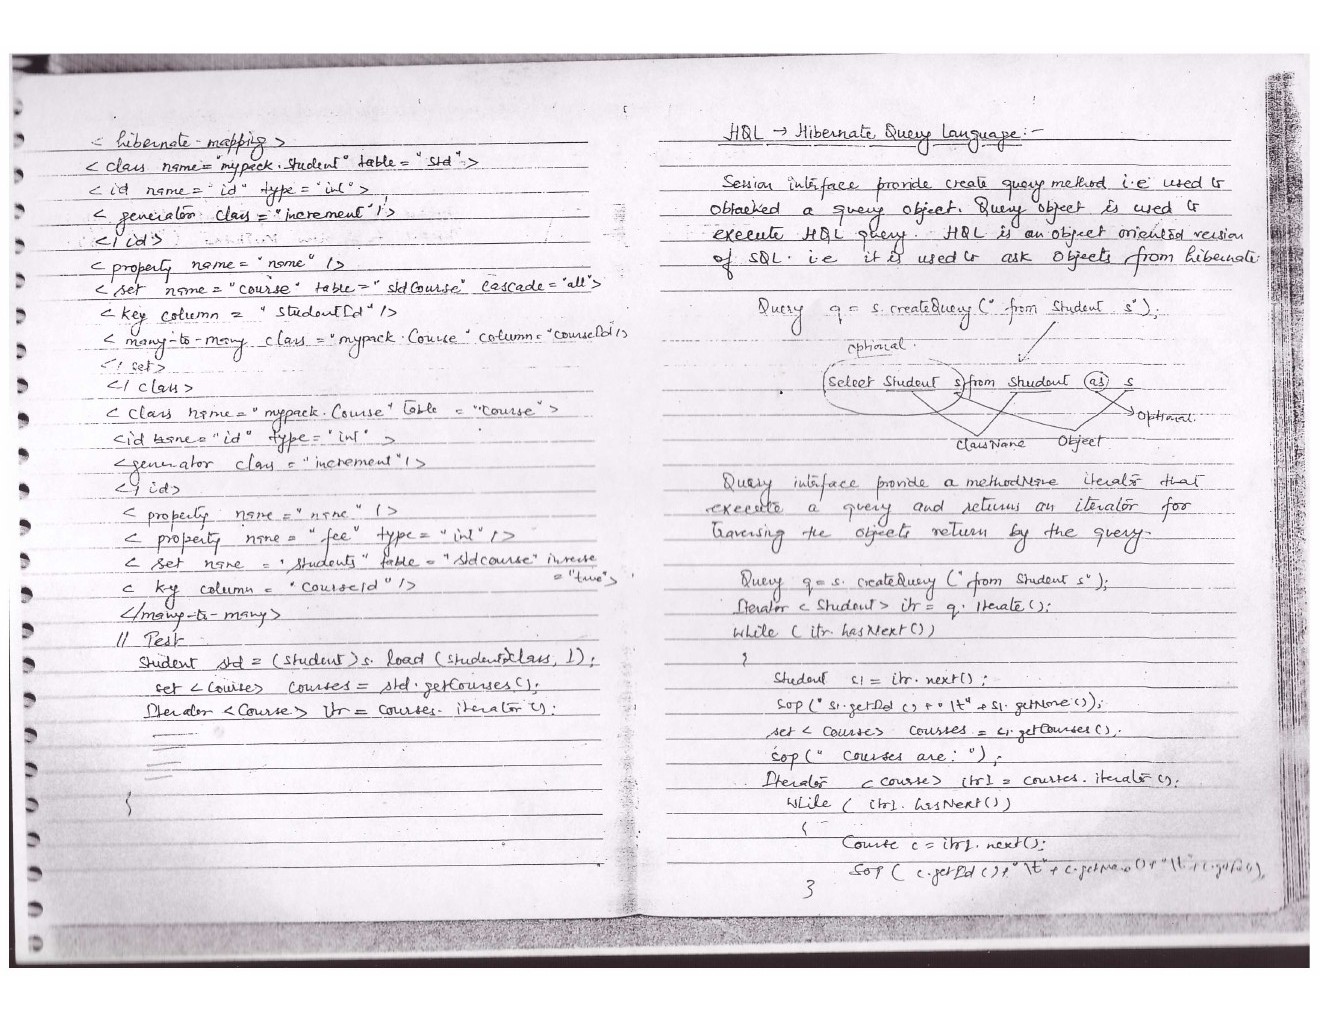 < hibernate-mapping >
< class name="mypeck.student" table="std">
< id name="id" type="int">
< generator class="increment"/>
</id>
< property name="name" />
< set name="course" table="stdCourse" cascade="all">
< key column = "studentId" />
< many-to-many class="mypack.Course" column="courseId"/>
</set>
</class>
< class name="mypack.Course" table = "course">
<id name="id" type="int" >
<generator class = "increment"/>
</id>
< property name="name" />
< property name = "fee" type="int" />
< set name = "students" table = "stdcourse" inverse
= "true">
< key column = "CourseId" />
</many-to-many>
// Test
Student std = (student)s.load(student.class, 1);
set <Course> courses = std.getCourses();
Iterator <Course> itr = courses.iterator();
}
HQL → Hibernate Query Language:-
Session interface provide create query method i.e used to
obtacked a query object. Query object is used to
execute HQL query. HQL is an object oriented version
of SQL. i.e it is used to ask objects from hibernate.
Query q = s.createQuery("from Student s");
optional.
(Select Student s) from Student (as) s
optional.
ClassName Object
Query interface provide a methodName iterator that
execute a query and returns an iterator for
traversing the objects return by the query.
Query q = s.createQuery("from Student s");
Iterator <Student> itr = q.iterate();
while (itr.hasNext())
{
Student s1 = itr.next();
sop("s1.getId()+"\t"+s1.getName());
set <Course> courses = s1.getCourses();
sop("Courses are:");
Iterator <course> itr1 = courses.iterator();
while (itr1.hasNext())
{
Course c = itr1.next();
sop(c.getId()+"\t"+c.getName()+"\t"+c.getFee());
}